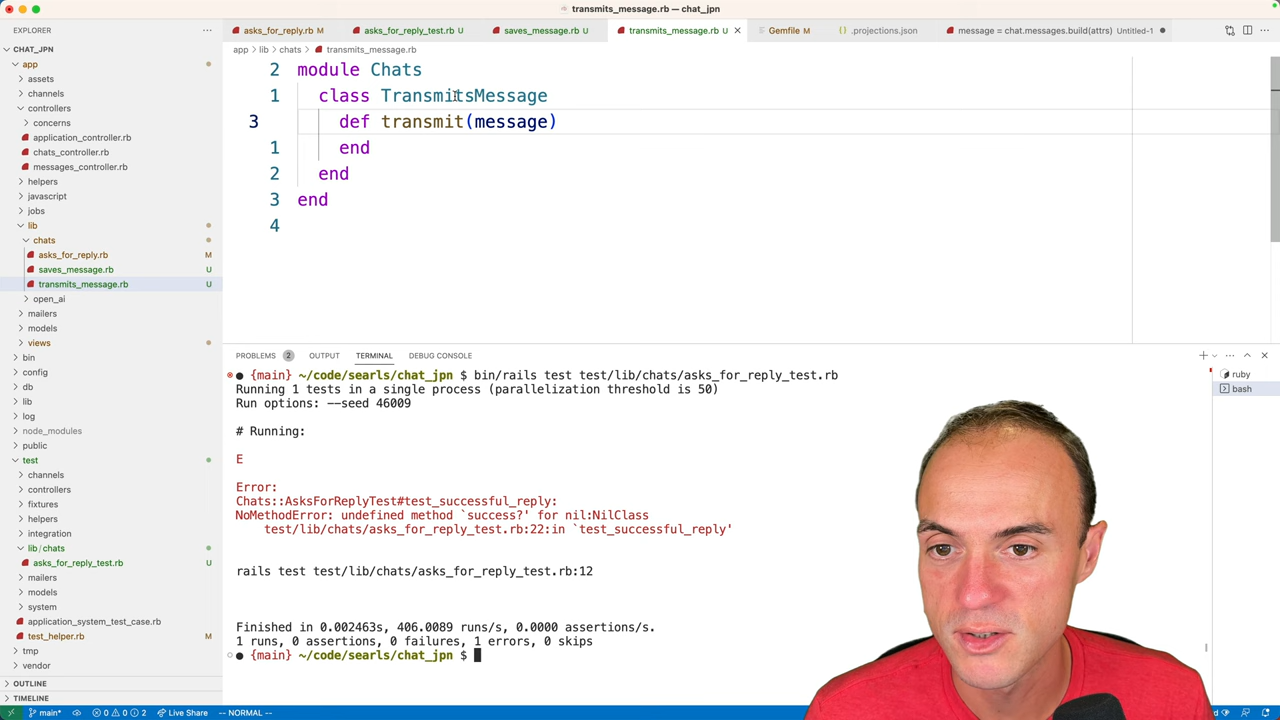 transmits_message.rb — chat_jpn
EXPLORER
asks_for_reply.rb M
asks_for_reply_test.rb U
saves_message.rb U
transmits_message.rb U
Gemfile M
.projections.json
message = chat.messages.build(attrs) Untitled-1
CHAT_JPN
app
assets
channels
controllers
concerns
application_controller.rb
chats_controller.rb
messages_controller.rb
helpers
javascript
jobs
lib
chats
asks_for_reply.rb M
saves_message.rb U
transmits_message.rb U
open_ai
mailers
models
views
bin
config
db
lib
log
node_modules
public
test
channels
controllers
fixtures
helpers
integration
lib / chats
asks_for_reply_test.rb U
mailers
models
system
application_system_test_case.rb
test_helper.rb M
tmp
vendor
OUTLINE
TIMELINE
app > lib > chats > transmits_message.rb
2 module Chats
1 class TransmitsMessage
3 def transmit(message)
1 end
2 end
3 end
4
PROBLEMS 2 OUTPUT TERMINAL DEBUG CONSOLE
ruby
bash
{main} ~/code/searls/chat_jpn $ bin/rails test test/lib/chats/asks_for_reply_test.rb
Running 1 tests in a single process (parallelization threshold is 50)
Run options: --seed 46009
# Running:
E
Error:
Chats::AsksForReplyTest#test_successful_reply:
NoMethodError: undefined method `success?' for nil:NilClass
test/lib/chats/asks_for_reply_test.rb:22:in `test_successful_reply'
rails test test/lib/chats/asks_for_reply_test.rb:12
Finished in 0.002463s, 406.0089 runs/s, 0.0000 assertions/s.
1 runs, 0 assertions, 0 failures, 1 errors, 0 skips
{main} ~/code/searls/chat_jpn $
main* 0 0 2 Live Share -- NORMAL --